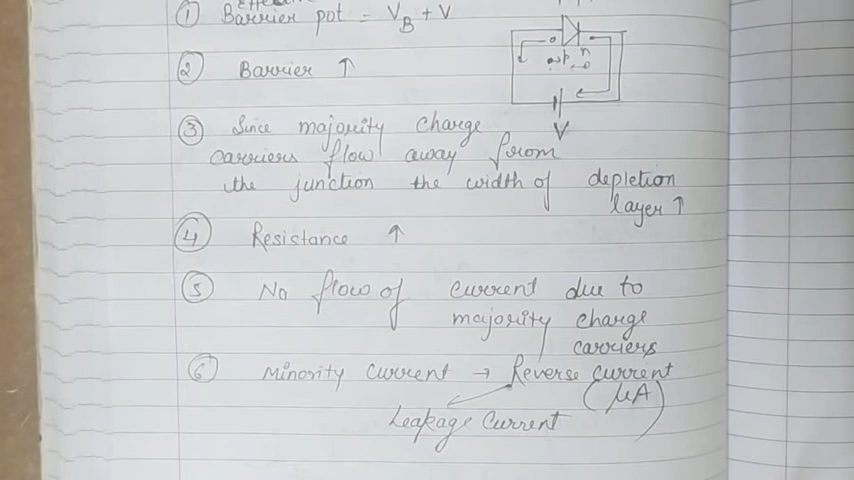 Effective
① Barrier pot = V_B + V
② Barrier ↑
p n
V
③ Since majority charge
carriers flow away from
the junction the width of depletion
layer ↑
④ Resistance ↑
⑤ No flow of current due to
majority charge
carriers
⑥ Minority current → Reverse current
(μA)
Leakage current